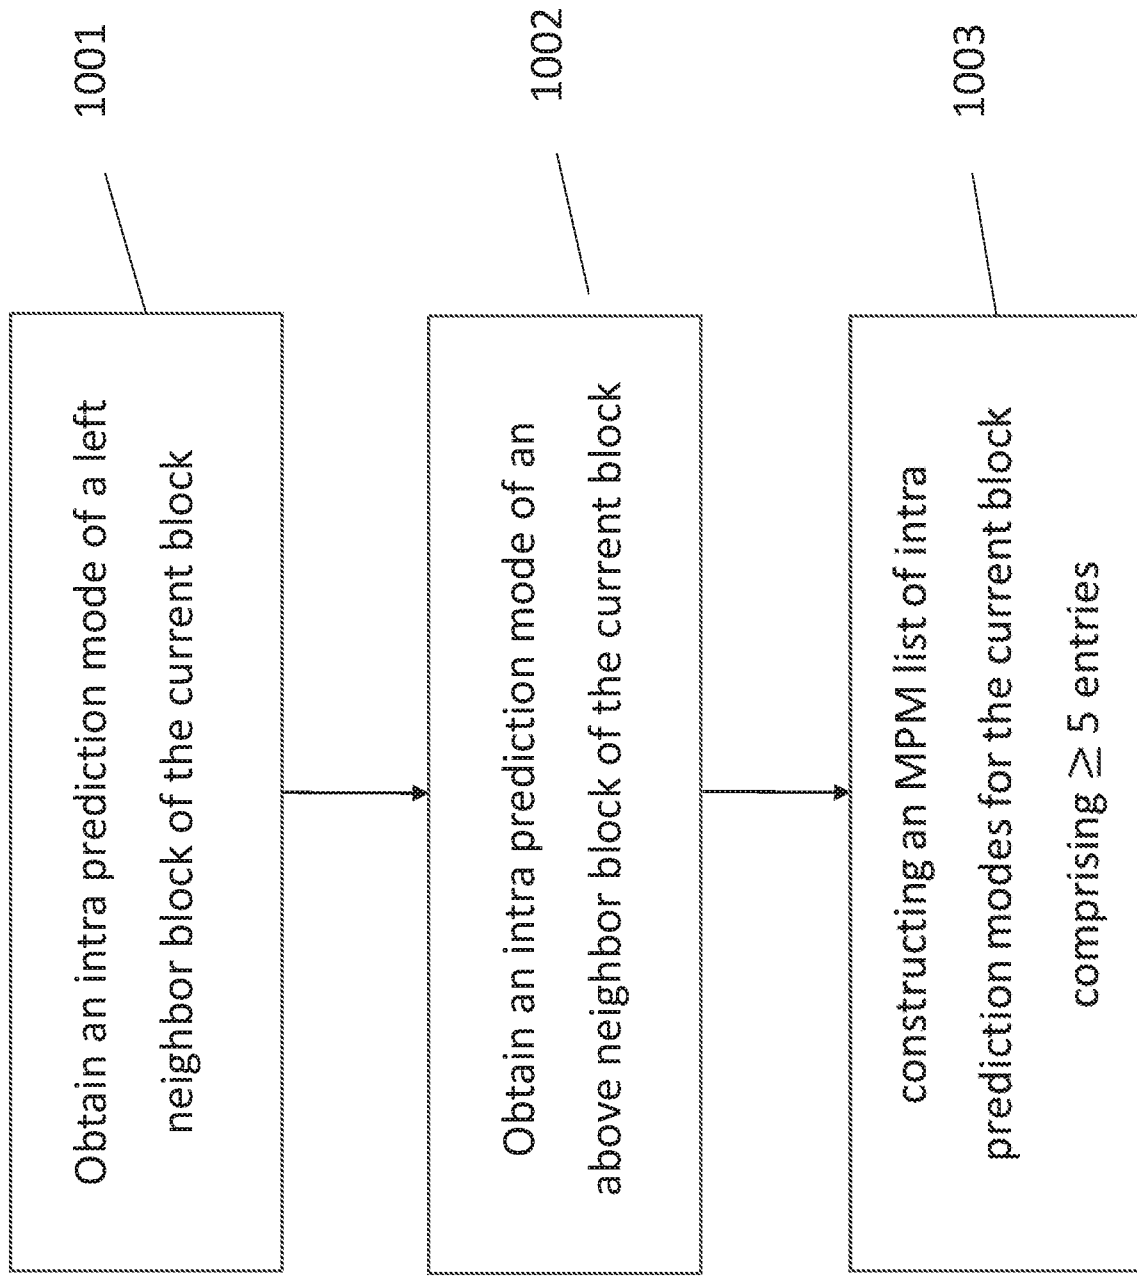 Obtain an intra prediction mode of a left
neighbor block of the current block
1001
Obtain an intra prediction mode of an
above neighbor block of the current block
1002
constructing an MPM list of intra
prediction modes for the current block
comprising ≥ 5 entries
1003